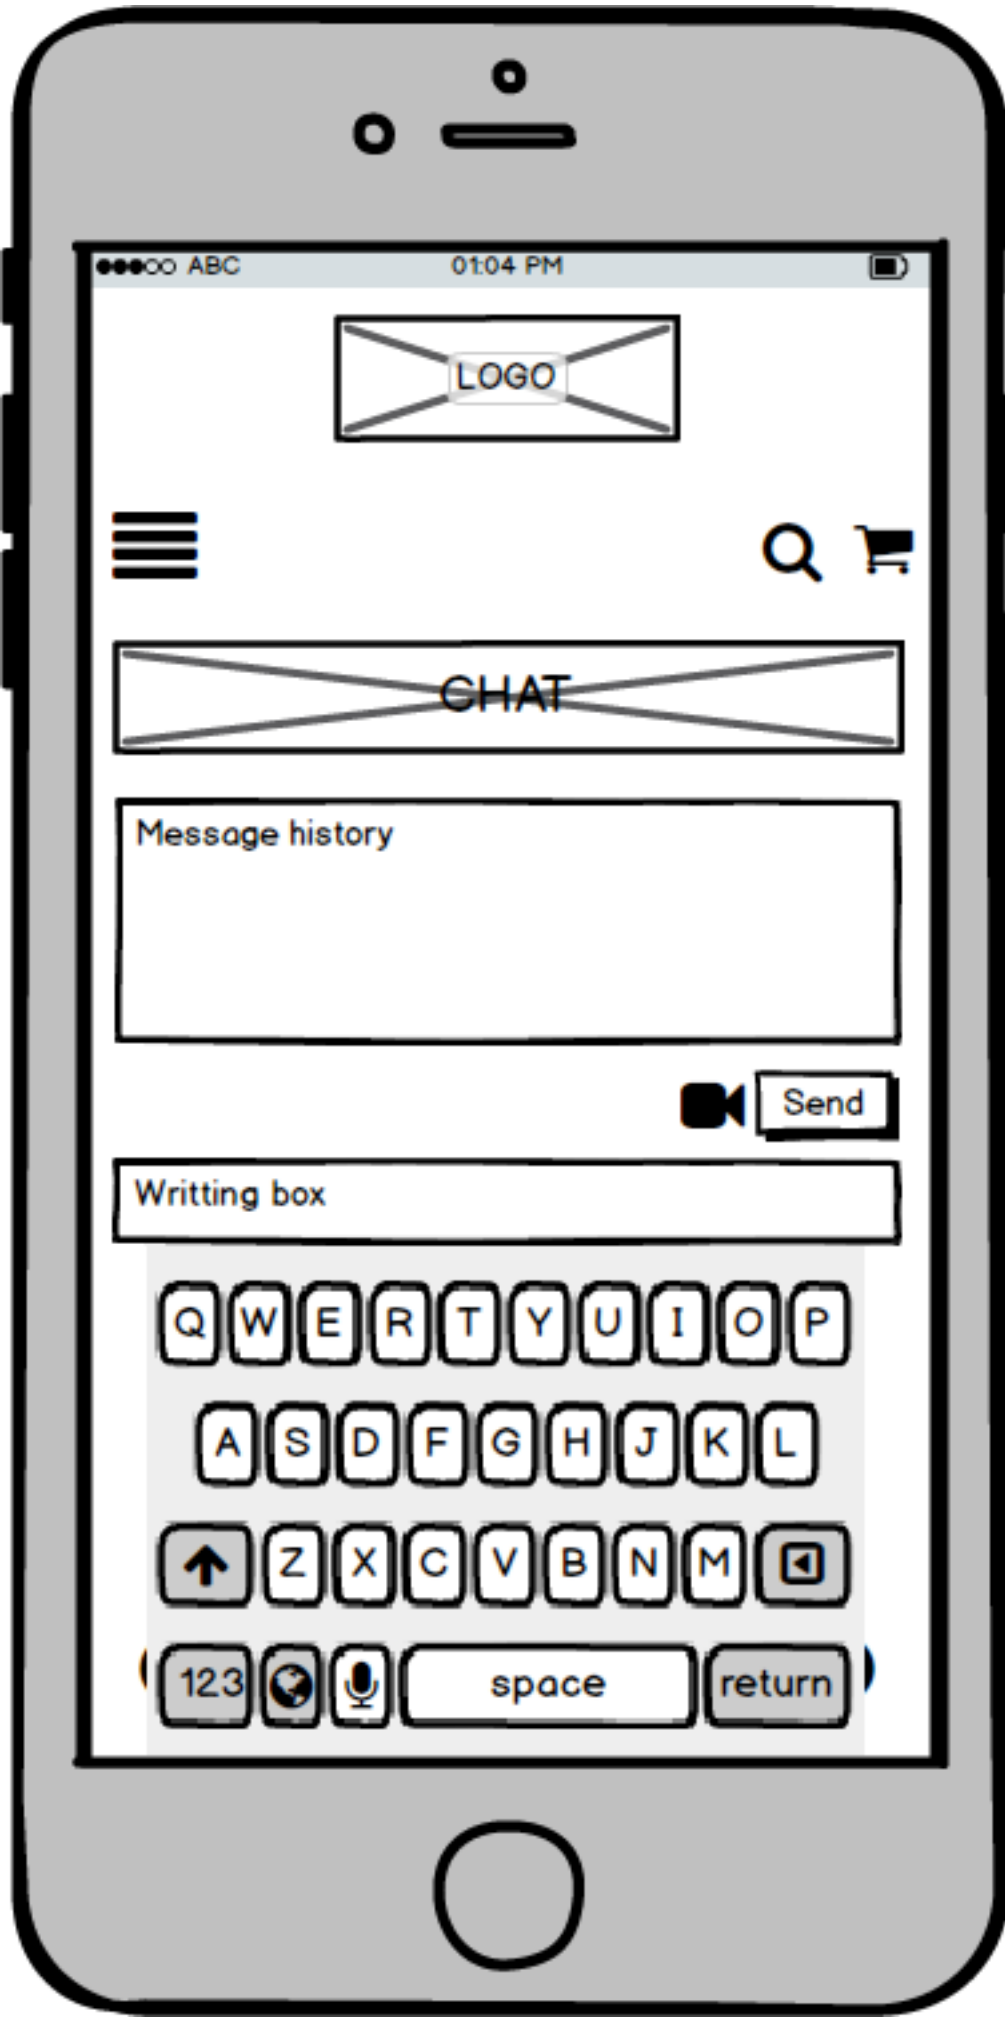 ABC 01:04 PM
LOGO
CHAT
Message history
Send
Writting box
Q W E R T Y U I O P
A S D F G H J K L
Z X C V B N M
123 space return